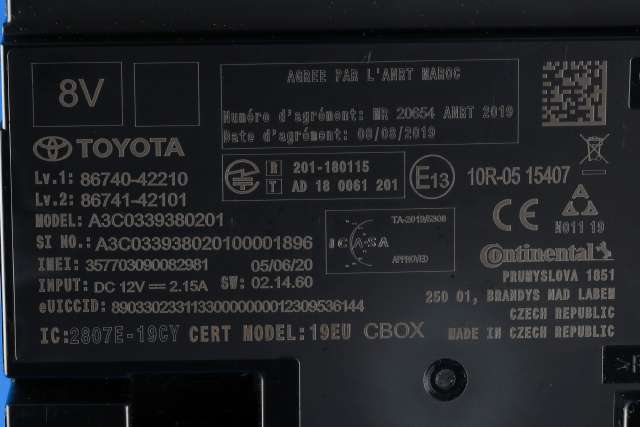 8V
AGREE PAR L'ANRT MAROC
Numéro d'agrément: MR 20654 ANRT 2019
Date d'agrément: 08/08/2019
TOYOTA
Lv.1: 86740-42210
Lv.2: 86741-42101
MODEL: A3C0339380201
SI NO.: A3C033938020100001896
IMEI: 357703090082981 05/06/20
INPUT: DC 12V ⎓ 2.15A SW: 02.14.60
eUICCID: 89033023311330000000012309536144
IC:2807E-19CY CERT MODEL:19EU CBOX
R 201-180115
T AD 18 0061 201
E13
10R-05 15407
TA-2019/5308
ICASA
APPROVED
CE
N011 19
Continental
PRUMYSLOVA 1851
250 01, BRANDYS NAD LABEM
CZECH REPUBLIC
MADE IN CZECH REPUBLIC